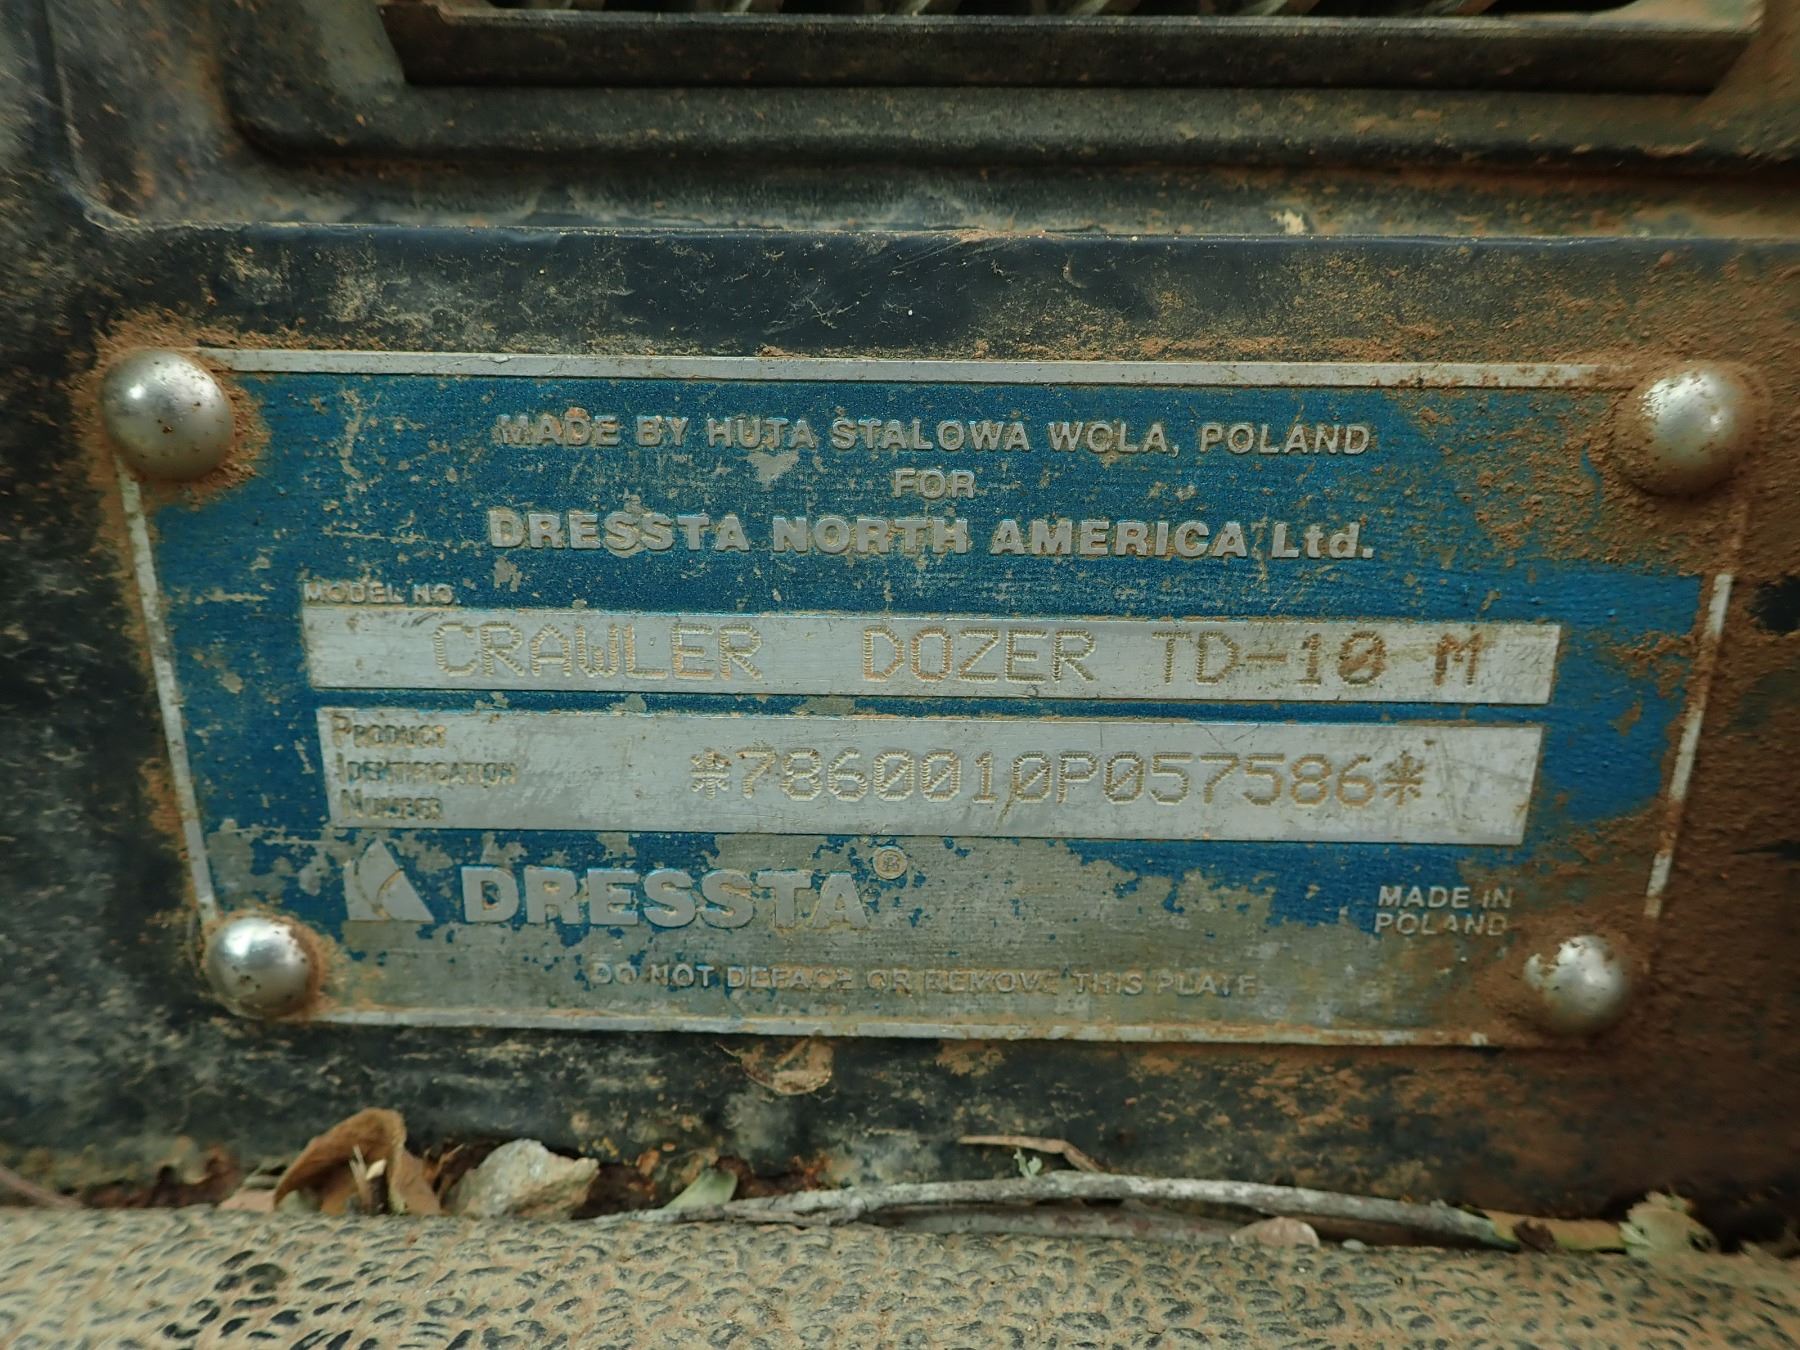 MADE BY HUTA STALOWA WOLA, POLAND
FOR
DRESSTA NORTH AMERICA Ltd.
MODEL NO.
CRAWLER DOZER TD-10 M
PRODUCT
IDENTIFICATION
NUMBER
*7860010P057586*
DRESSTA®
MADE IN
POLAND
DO NOT DEFACE OR REMOVE THIS PLATE